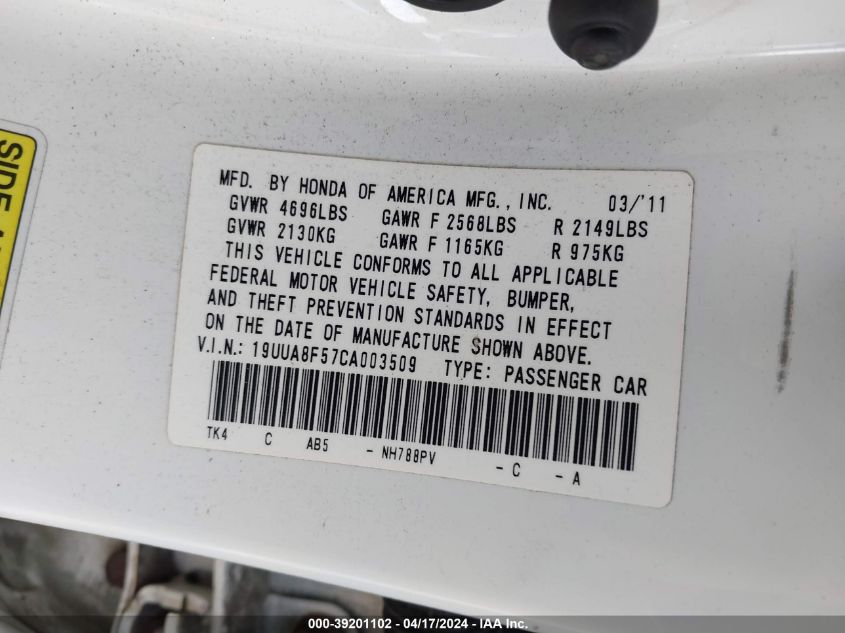 SIDE
MFD. BY HONDA OF AMERICA MFG., INC. 03/'11
GVWR 4696LBS GAWR F 2568LBS R 2149LBS
GVWR 2130KG GAWR F 1165KG R 975KG
THIS VEHICLE CONFORMS TO ALL APPLICABLE
FEDERAL MOTOR VEHICLE SAFETY, BUMPER,
AND THEFT PREVENTION STANDARDS IN EFFECT
ON THE DATE OF MANUFACTURE SHOWN ABOVE.
V.I.N.: 19UUA8F57CA003509 TYPE: PASSENGER CAR
TK4 C AB5 - NH788PV - C - A
000-39201102 - 04/17/2024 - IAA Inc.